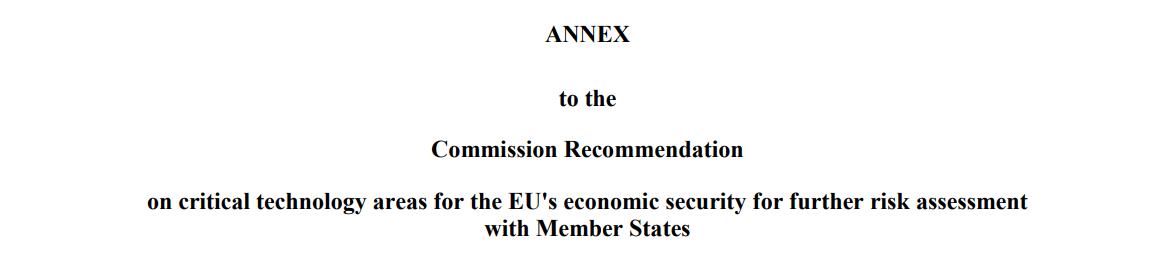 ANNEX
to the
Commission Recommendation
on critical technology areas for the EU's economic security for further risk assessment
with Member States